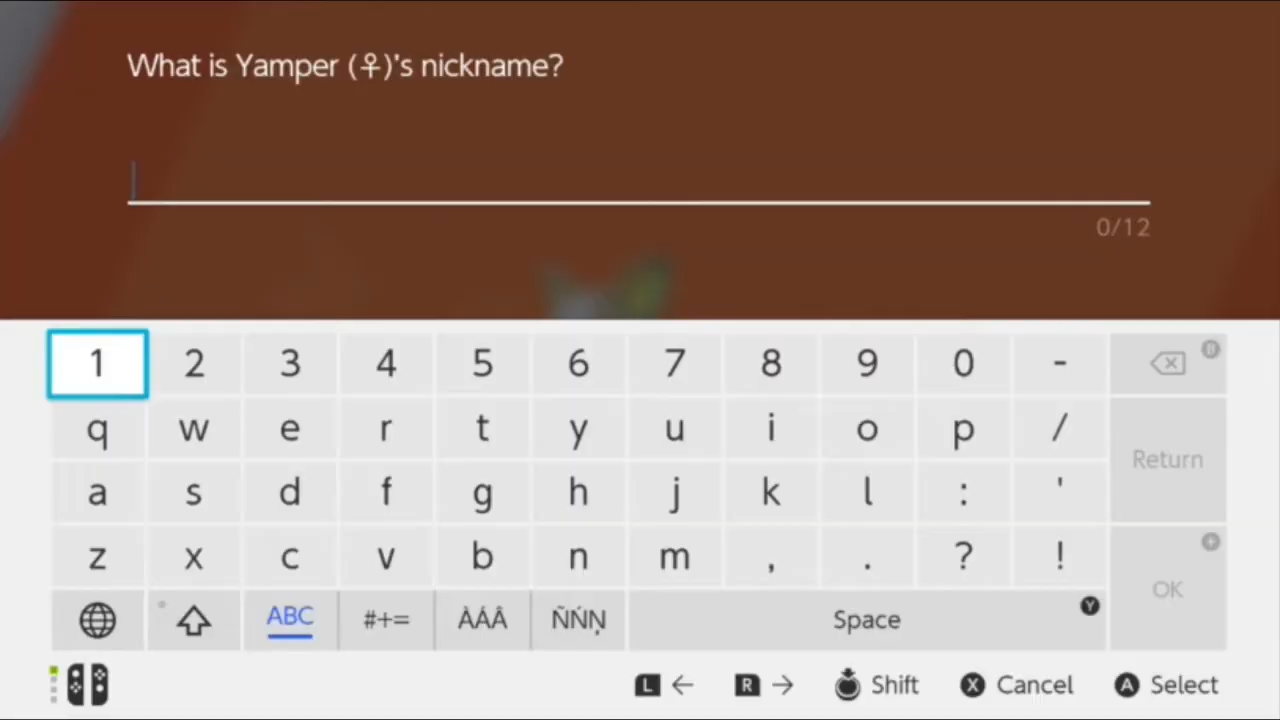 What is Yamper (♀)'s nickname?
0/12
1 2 3 4 5 6 7 8 9 0 -
q w e r t y u i o p /
Return
a s d f g h j k l : '
z x c v b n m , . ? !
OK
ABC #+= ÀÁÂ ÑŃŅ Space Y
L ← R → Shift X Cancel A Select